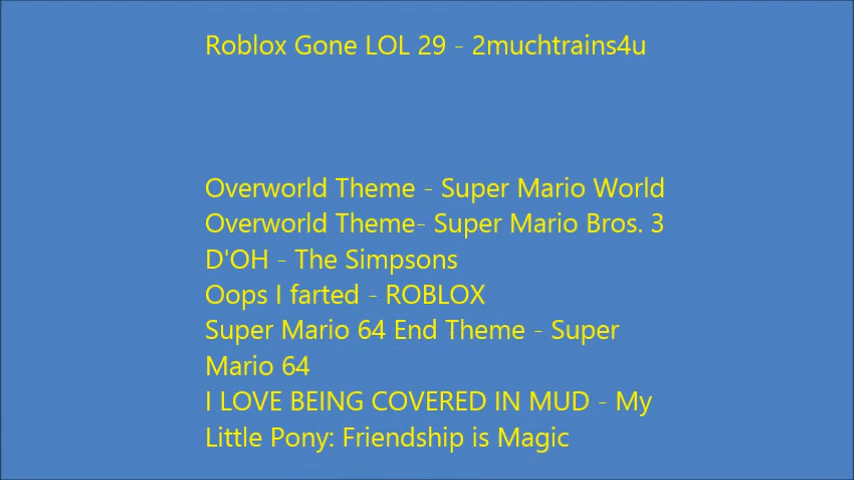 Roblox Gone LOL 29 - 2muchtrains4u
Overworld Theme - Super Mario World
Overworld Theme- Super Mario Bros. 3
D'OH - The Simpsons
Oops I farted - ROBLOX
Super Mario 64 End Theme - Super
Mario 64
I LOVE BEING COVERED IN MUD - My
Little Pony: Friendship is Magic